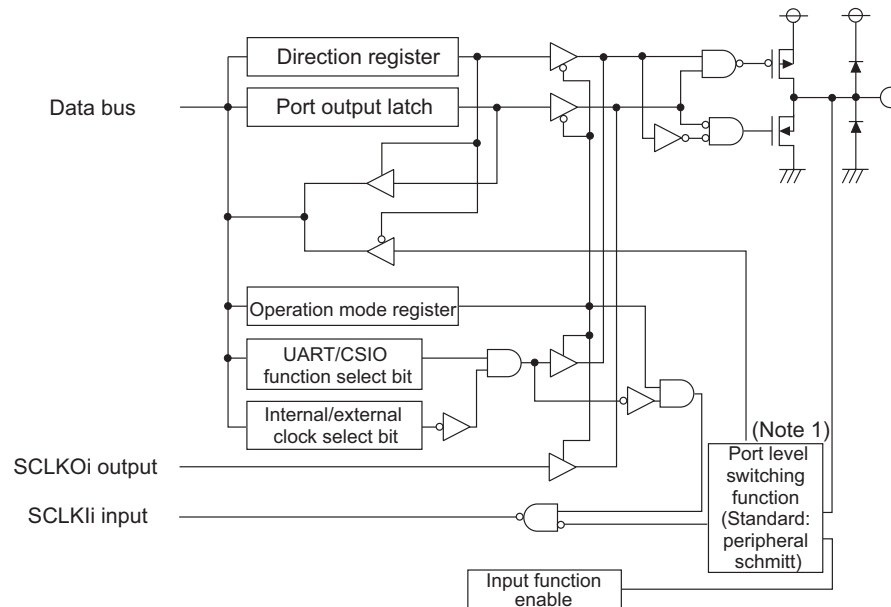 Direction register
Data bus
Port output latch
Operation mode register
UART/CSIO
function select bit
Internal/external
clock select bit
(Note 1)
SCLKOi output
Port level
switching
function
(Standard:
peripheral
schmitt)
SCLKIi input
Input function
enable